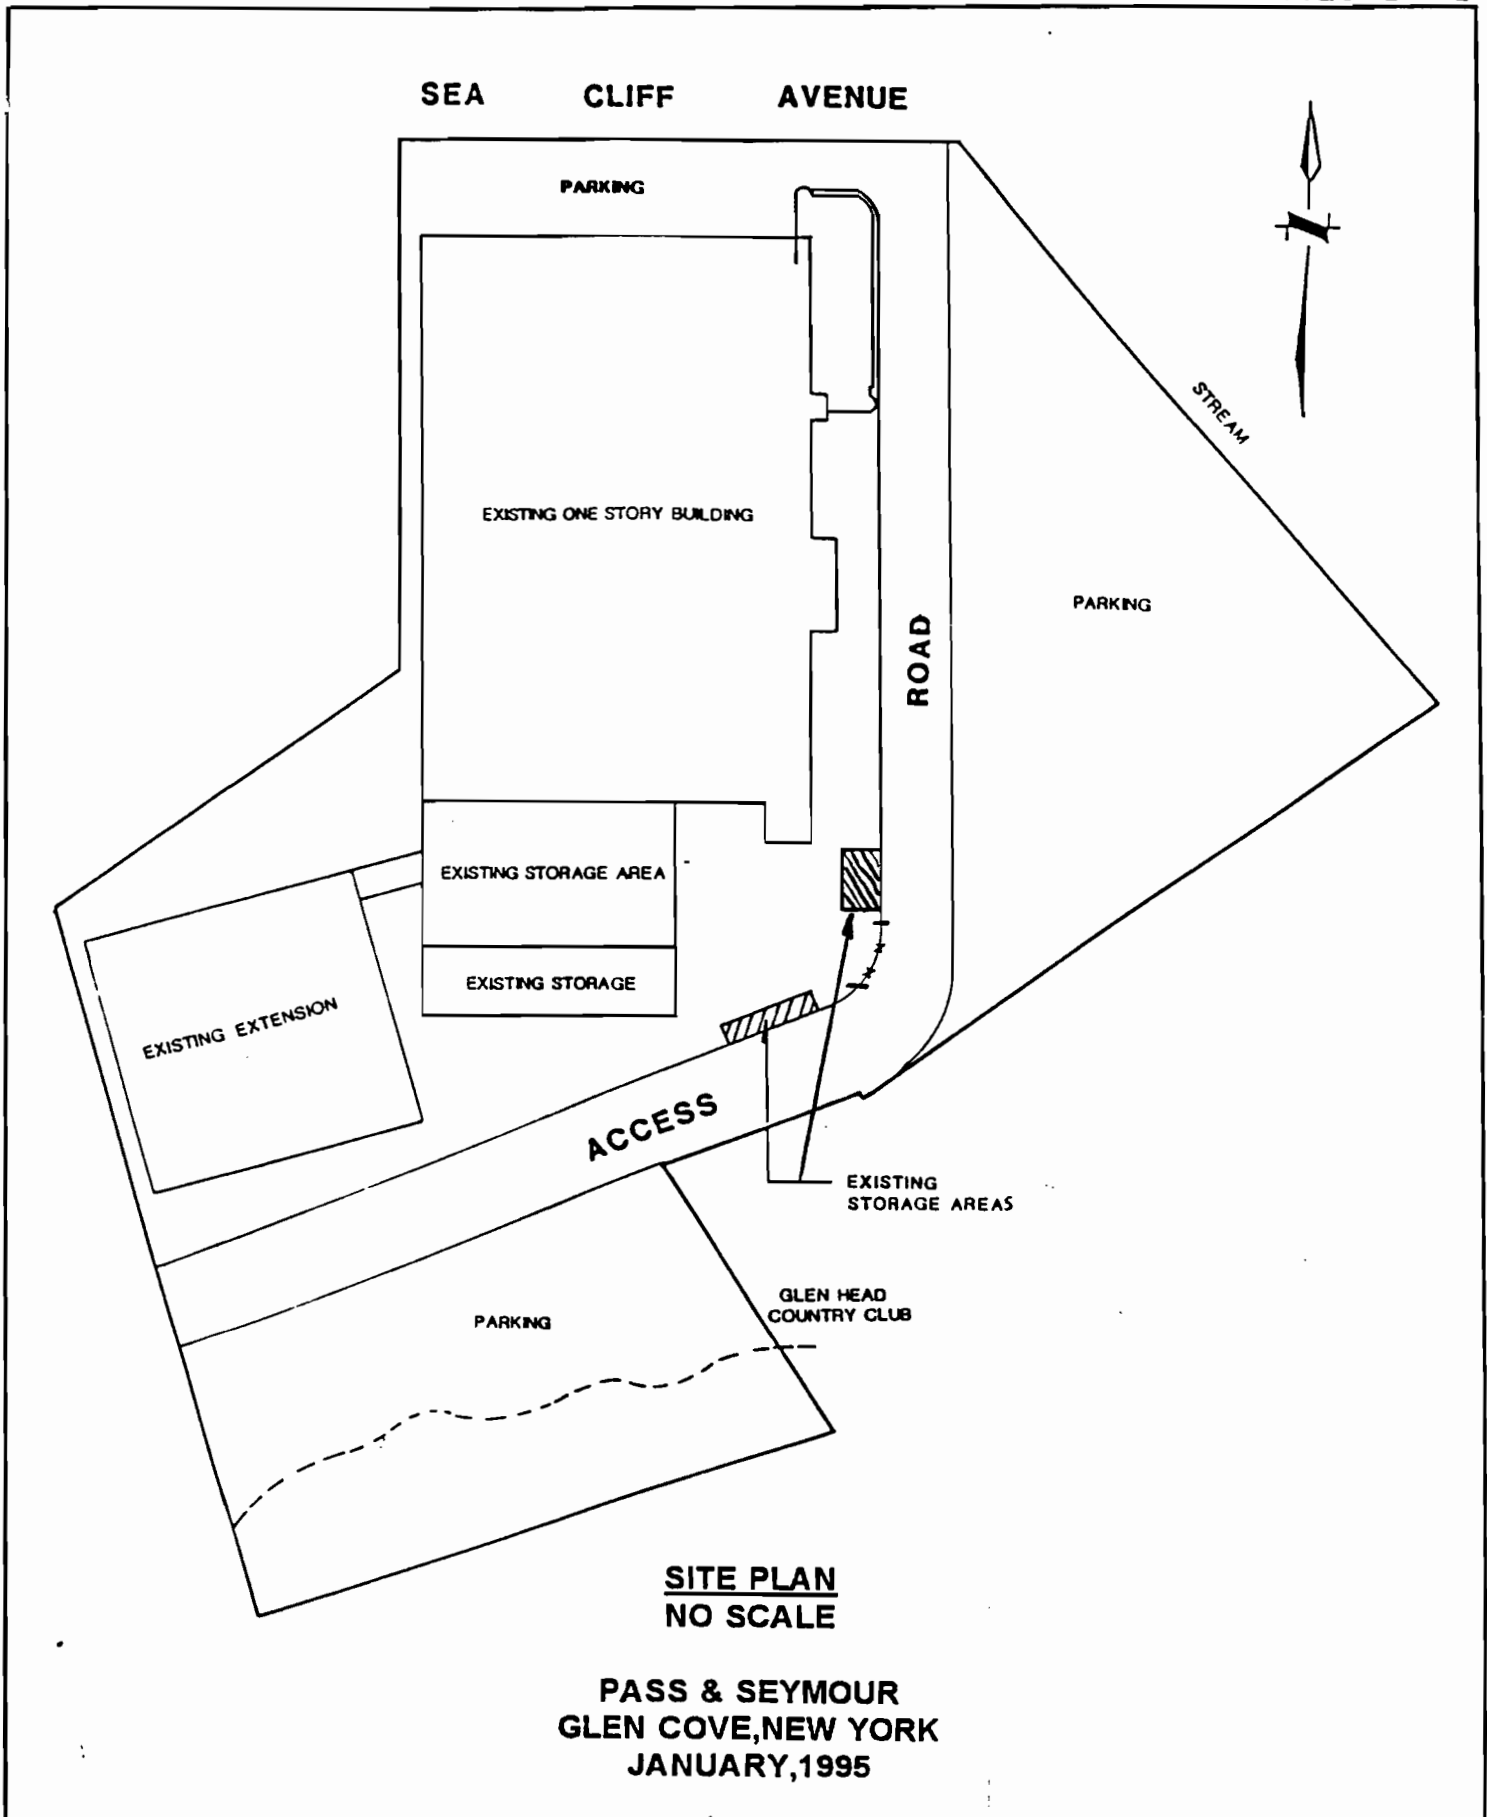 SEA CLIFF AVENUE
PARKING
STREAM
EXISTING ONE STORY BUILDING
PARKING
ROAD
EXISTING STORAGE AREA
EXISTING STORAGE
EXISTING EXTENSION
ACCESS
EXISTING
STORAGE AREAS
GLEN HEAD
COUNTRY CLUB
PARKING
SITE PLAN
NO SCALE
PASS & SEYMOUR
GLEN COVE,NEW YORK
JANUARY,1995